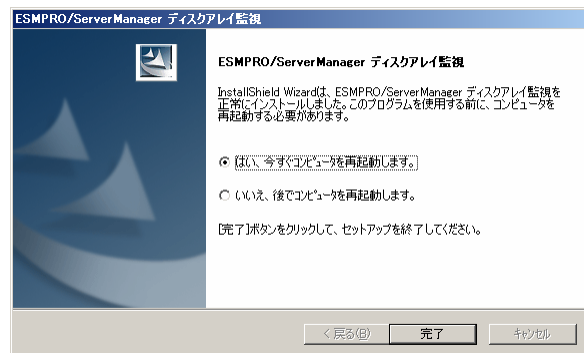 ESMPRO/ServerManager ディスクアレイ監視
ESMPRO/ServerManager ディスクアレイ監視
InstallShield Wizardは、ESMPRO/ServerManager ディスクアレイ監視を
正常にインストールしました。このプログラムを使用する前に、コンピュータを
再起動する必要があります。
はい、今すぐコンピュータを再起動します。
いいえ、後でコンピュータを再起動します。
[完了]ボタンをクリックして、セットアップを終了してください。
< 戻る(B)
完了
キャンセル